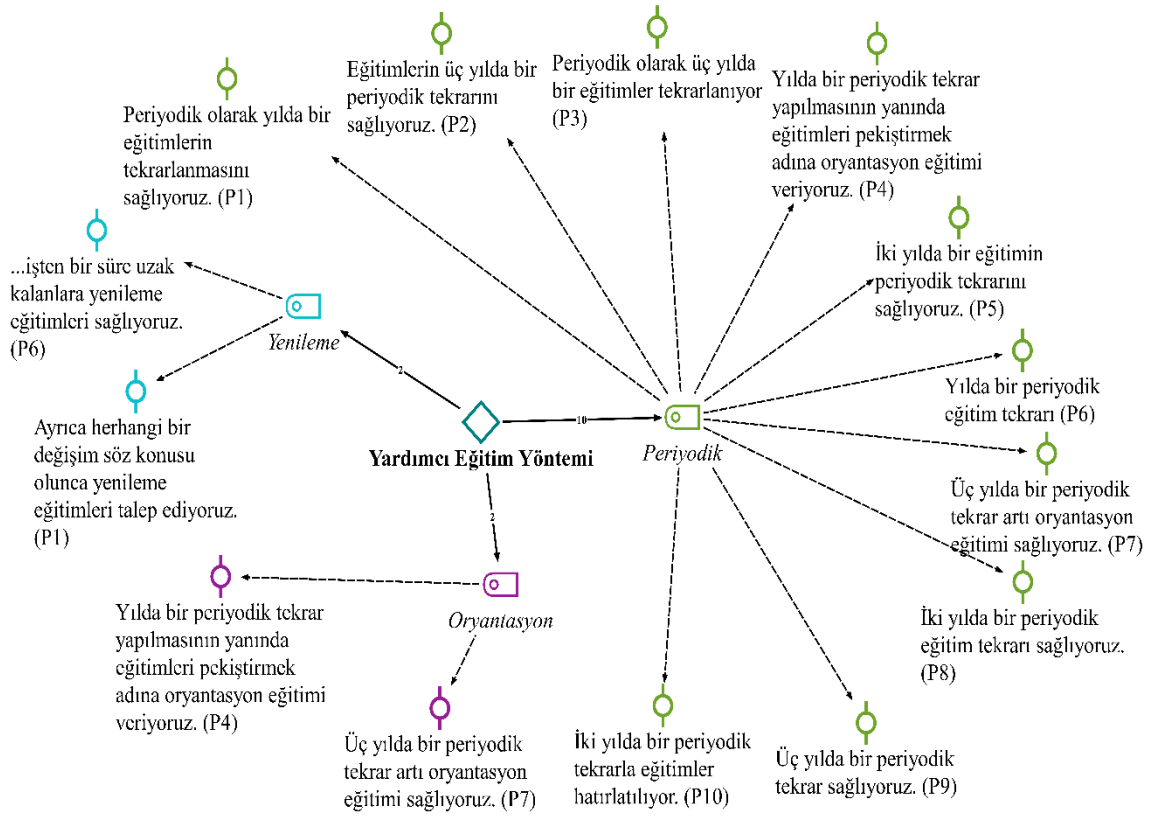 Periyodik olarak yılda bir
eğitimlerin
tekrarlanmasını
sağlıyoruz. (P1)
Eğitimlerin üç yılda bir
periyodik tekrarını
sağlıyoruz. (P2)
Periyodik olarak üç yılda
bir eğitimler tekrarlanıyor
(P3)
Yılda bir periyodik tekrar
yapılmasının yanında
eğitimleri pekiştirmek
adına oryantasyon eğitimi
veriyoruz. (P4)
İki yılda bir eğitimin
periyodik tekrarını
sağlıyoruz. (P5)
...işten bir süre uzak
kalanlara yenileme
eğitimleri sağlıyoruz.
(P6)
Yenileme
2
Ayrıca herhangi bir
değişim söz konusu
olunca yenileme
eğitimleri talep ediyoruz.
(P1)
Yardımcı Eğitim Yöntemi
10
Periyodik
Yılda bir periyodik
eğitim tekrarı (P6)
Üç yılda bir periyodik
tekrar artı oryantasyon
eğitimi sağlıyoruz. (P7)
İki yılda bir periyodik
eğitim tekrarı sağlıyoruz.
(P8)
2
Oryantasyon
Yılda bir periyodik tekrar
yapılmasının yanında
eğitimleri pekiştirmek
adına oryantasyon eğitimi
veriyoruz. (P4)
Üç yılda bir periyodik
tekrar artı oryantasyon
eğitimi sağlıyoruz. (P7)
İki yılda bir periyodik
tekrarla eğitimler
hatırlatılıyor. (P10)
Üç yılda bir periyodik
tekrar sağlıyoruz. (P9)